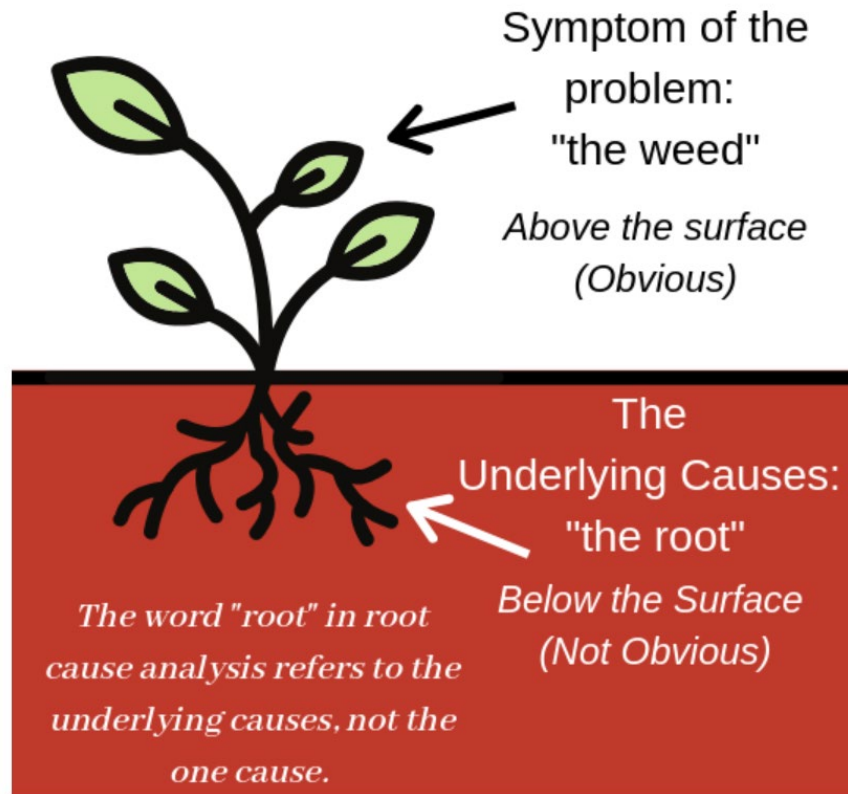 Symptom of the
problem:
"the weed"
Above the surface
(Obvious)
The
Underlying Causes:
"the root"
Below the Surface
(Not Obvious)
The word "root" in root
cause analysis refers to the
underlying causes, not the
one cause.